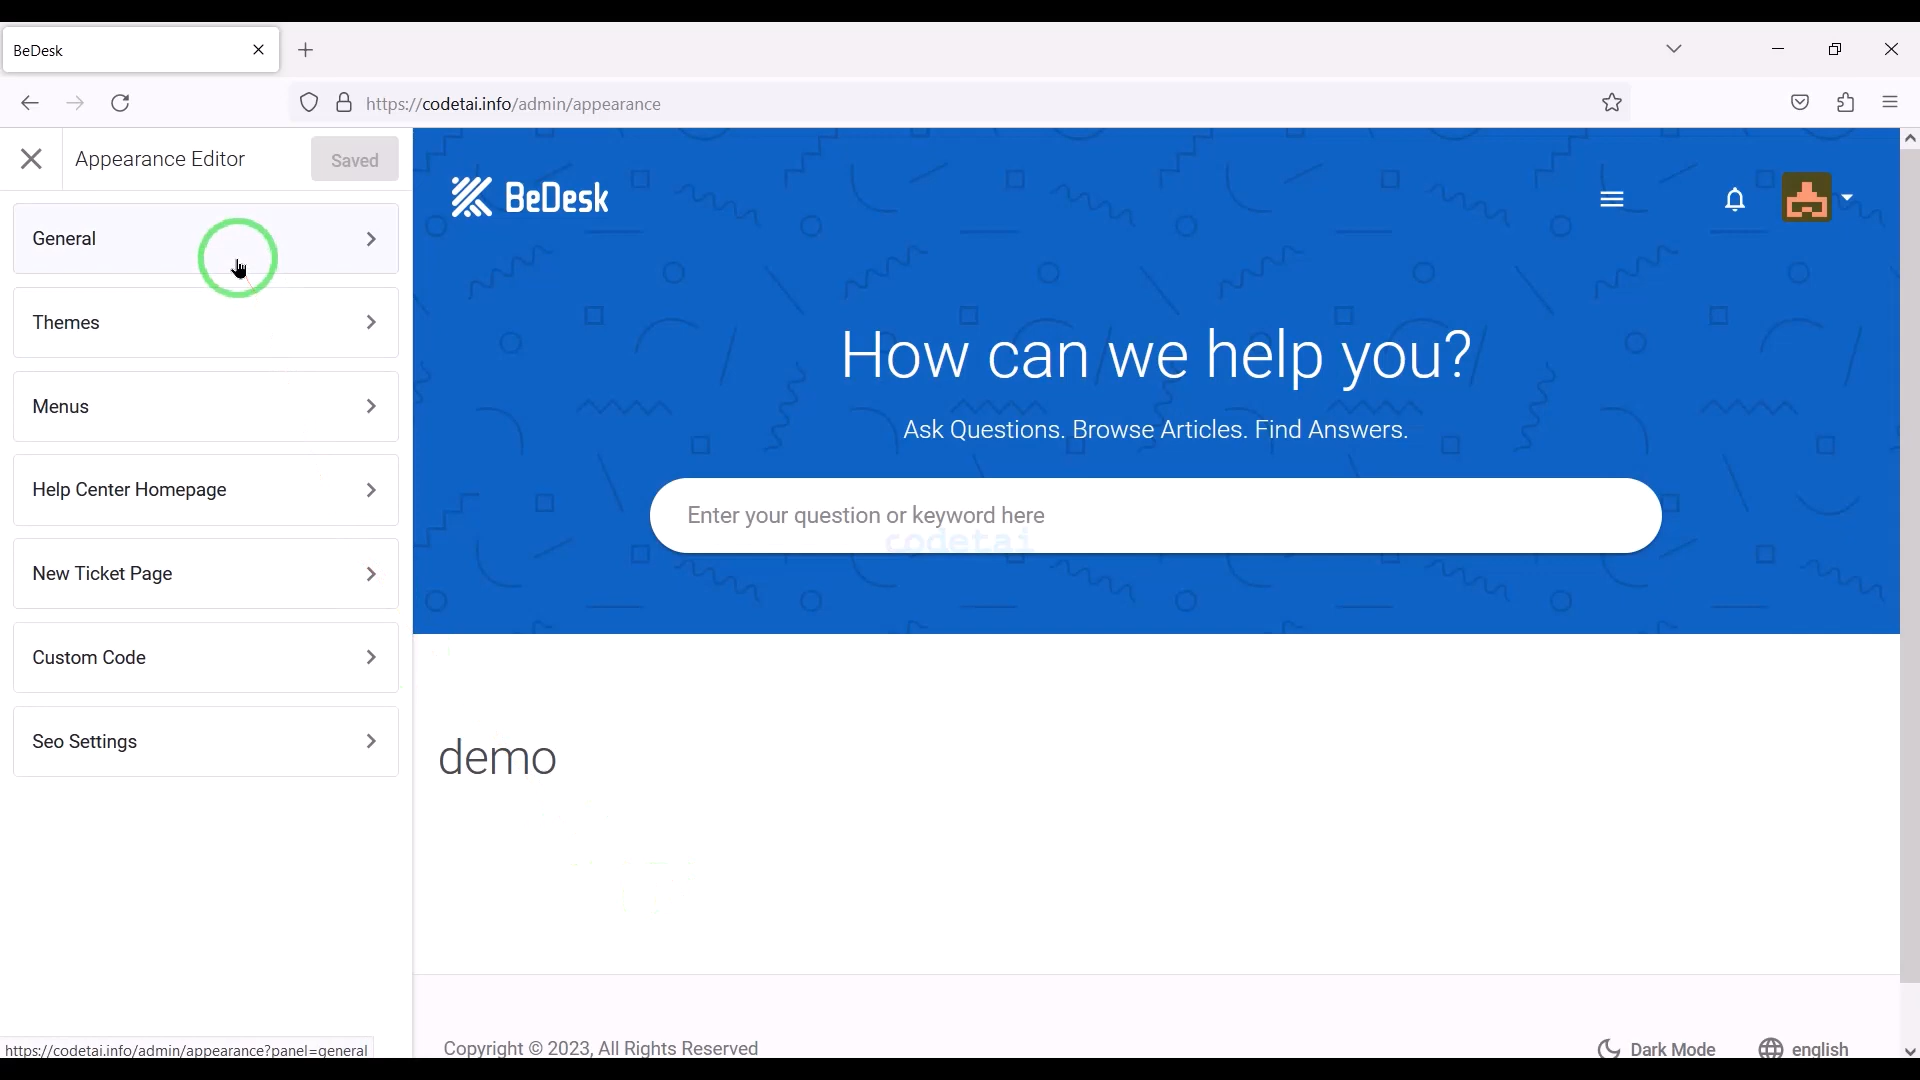 BeDesk
https://codetai.info/admin/appearance
Appearance Editor
Saved
General
Themes
Menus
Help Center Homepage
New Ticket Page
Custom Code
Seo Settings
https://codetai.info/admin/appearance?panel=general
BeDesk
How can we help you?
Ask Questions. Browse Articles. Find Answers.
Enter your question or keyword here
codetai
demo
Copyright © 2023, All Rights Reserved
Dark Mode
english